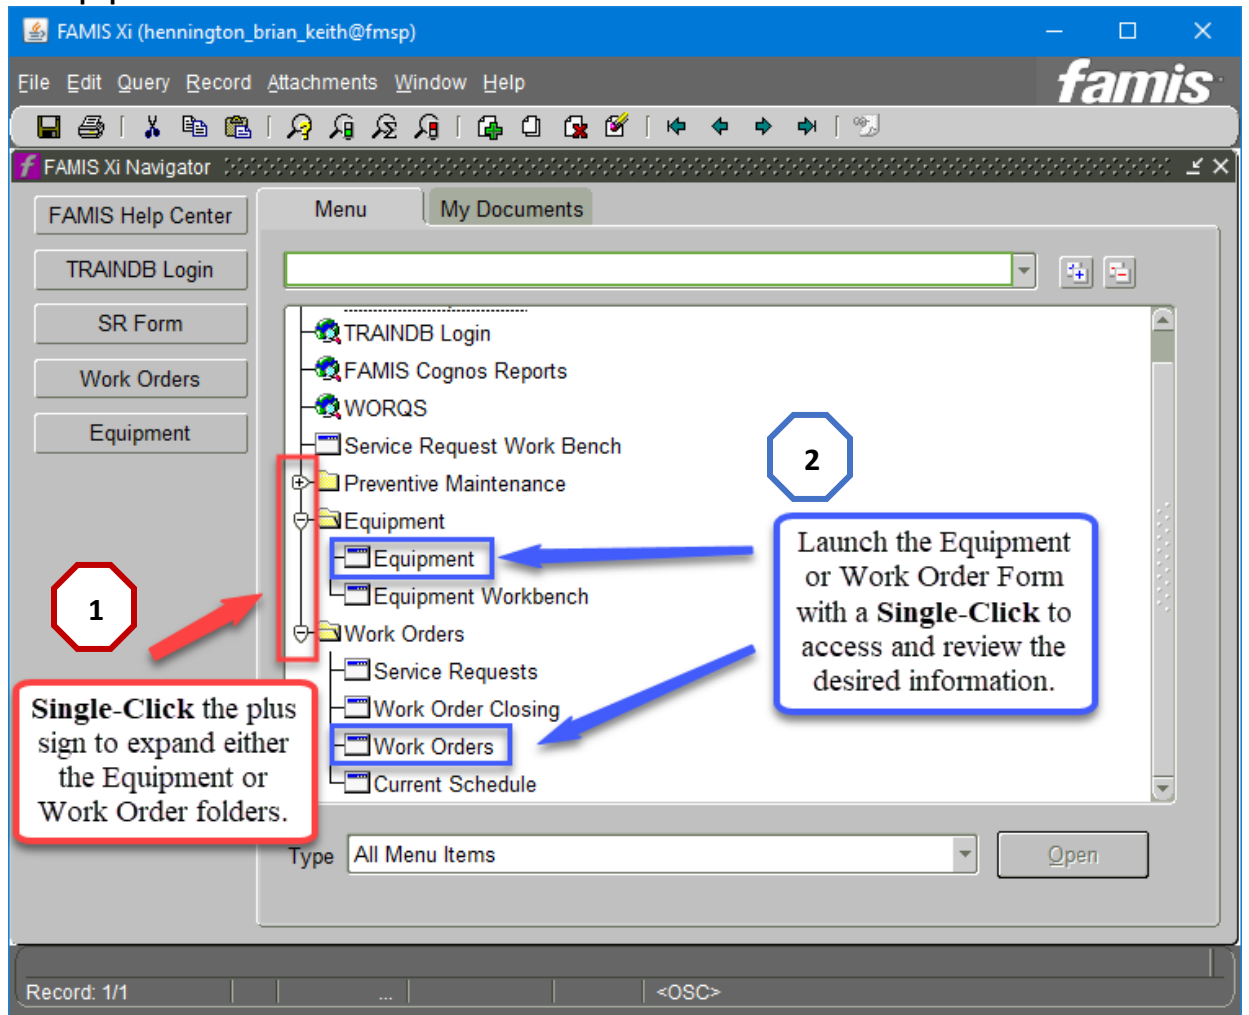 FAMIS Xi (hennington_brian_keith@fmsp)
File Edit Query Record Attachments Window Help
famis
f FAMIS Xi Navigator
FAMIS Help Center
TRAINDB Login
SR Form
Work Orders
Equipment
Menu
My Documents
TRAINDB Login
FAMIS Cognos Reports
WORQS
Service Request Work Bench
Preventive Maintenance
Equipment
Equipment
Equipment Workbench
Work Orders
Service Requests
Work Order Closing
Work Orders
Current Schedule
1
Single-Click the plus
sign to expand either
the Equipment or
Work Order folders.
2
Launch the Equipment
or Work Order Form
with a Single-Click to
access and review the
desired information.
Type All Menu Items
Open
Record: 1/1 ... <OSC>